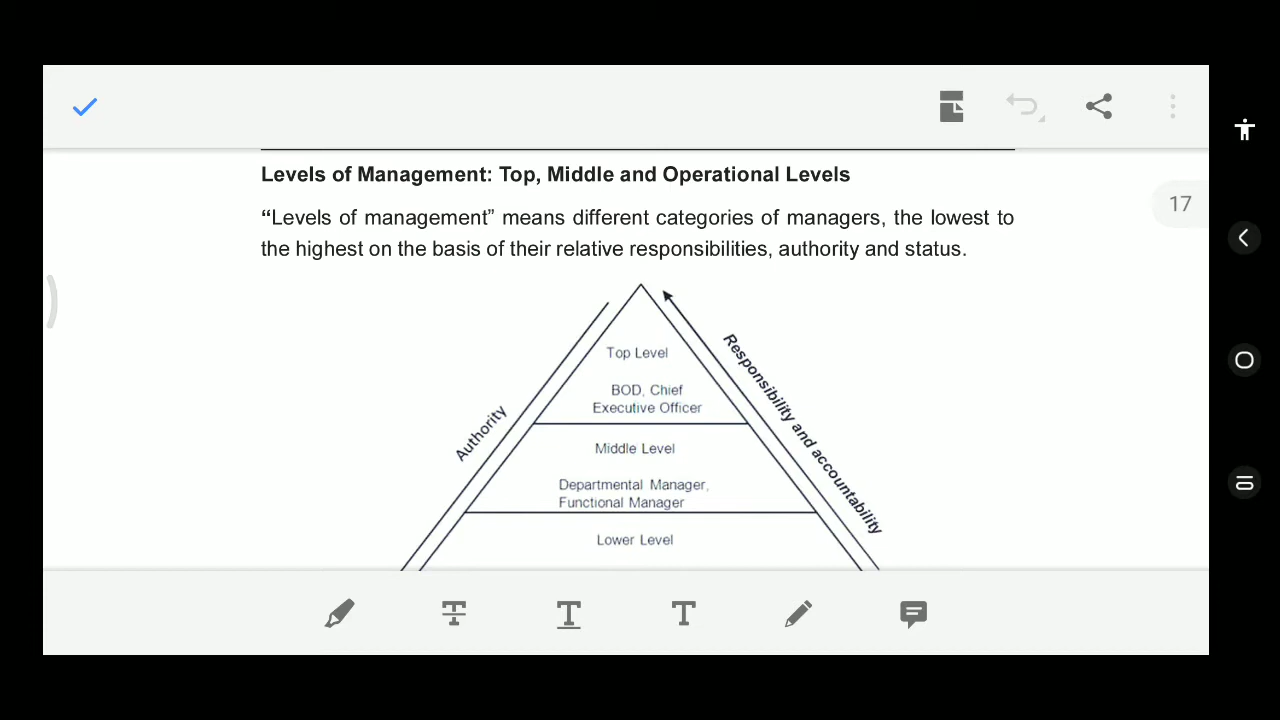 Levels of Management: Top, Middle and Operational Levels
17
“Levels of management” means different categories of managers, the lowest to
the highest on the basis of their relative responsibilities, authority and status.
Top Level
BOD, Chief
Executive Officer
Authority
Responsibility and accountability
Middle Level
Departmental Manager,
Functional Manager
Lower Level